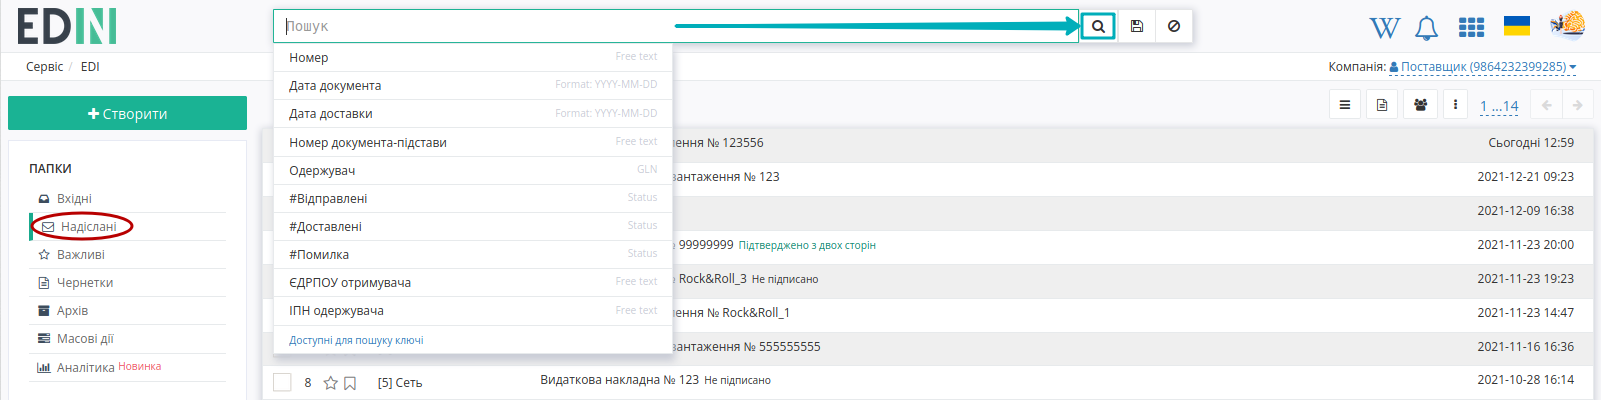 EDIN
Пошук
Сервіс / EDI
Компанія: Поставщик (9864232399285)
Створити
1 ...14
ПАПКИ
Вхідні
Надіслані
Важливі
Чернетки
Архів
Масові дії
Аналітика Новинка
Номер Free text
Дата документа Format: YYYY-MM-DD
Дата доставки Format: YYYY-MM-DD
Номер документа-підстави Free text
Одержувач GLN
#Відправлені Status
#Доставлені Status
#Помилка Status
ЄДРПОУ отримувача Free text
ІПН одержувача Free text
Доступні для пошуку ключі
ення № 123556 Сьогодні 12:59
вантаження № 123 2021-12-21 09:23
2021-12-09 16:38
99999999 Підтверджено з двох сторін 2021-11-23 20:00
Rock&Roll_3 Не підписано 2021-11-23 19:23
ення № Rock&Roll_1 2021-11-23 14:47
вантаження № 555555555 2021-11-16 16:36
8 [5] Сеть Видаткова накладна № 123 Не підписано 2021-10-28 16:14